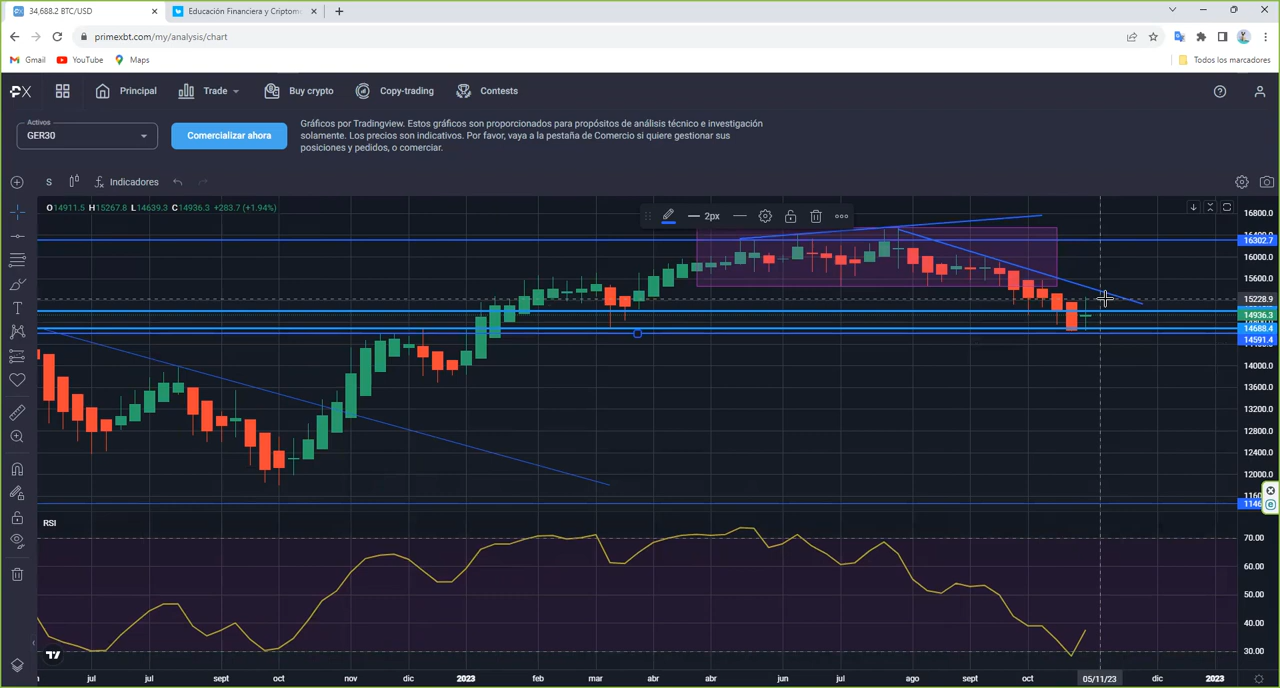 34,688.2 BTC/USD
Educación Financiera y Criptom
primexbt.com/my/analysis/chart
Gmail YouTube Maps Todos los marcadores
PX Principal Trade Buy crypto Copy-trading Contests
Activos
GER30
Comercializar ahora
Gráficos por Tradingview. Estos gráficos son proporcionados para propósitos de análisis técnico e investigación
solamente. Los precios son indicativos. Por favor, vaya a la pestaña de Comercio si quiere gestionar sus
posiciones y pedidos, o comerciar.
S Indicadores
O14911.5 H15267.8 L14639.3 C14936.3 +283.7 (+1.94%)
2px
16800.0
16302.7
16000.0
15600.0
15228.9
14936.3
14688.4
14591.4
14000.0
13600.0
13200.0
12800.0
12400.0
12000.0
RSI
70.00
60.00
50.00
40.00
30.00
jul jul sept oct nov dic 2023 feb mar abr abr jun jul ago sept oct 05/11/23 dic 2023